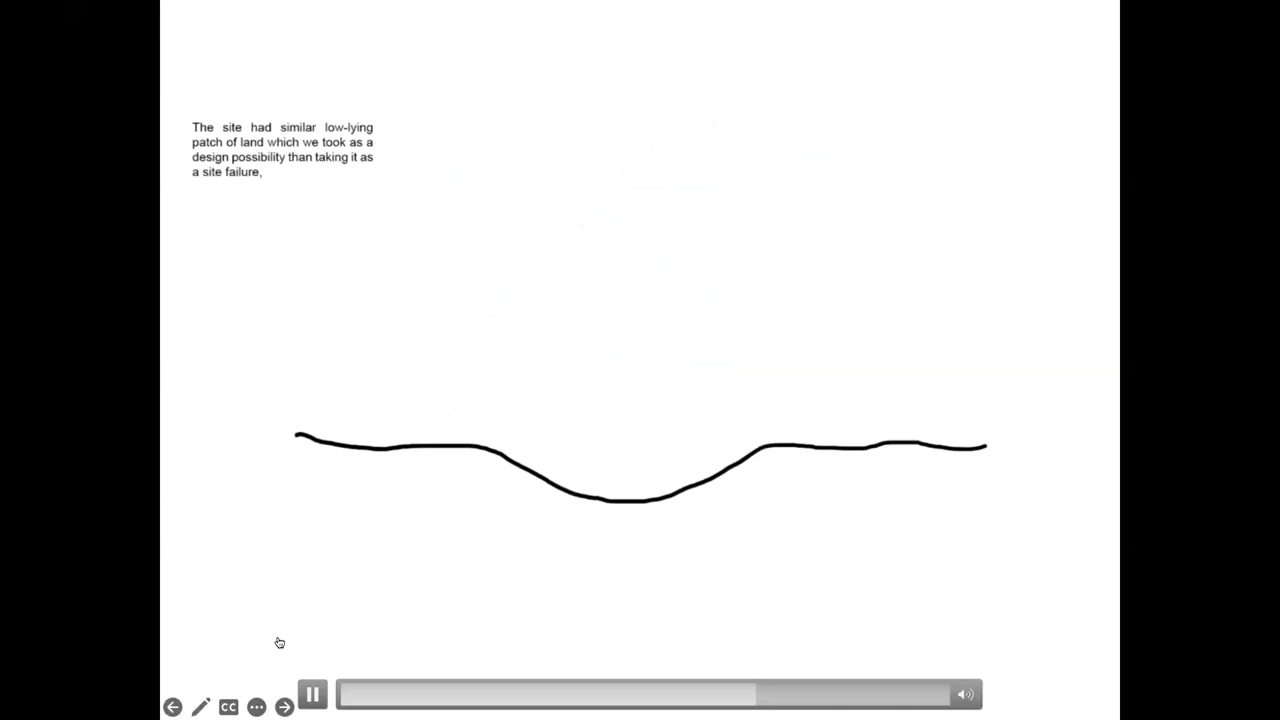 The site had similar low-lying
patch of land which we took as a
design possibility than taking it as
a site failure,
CC